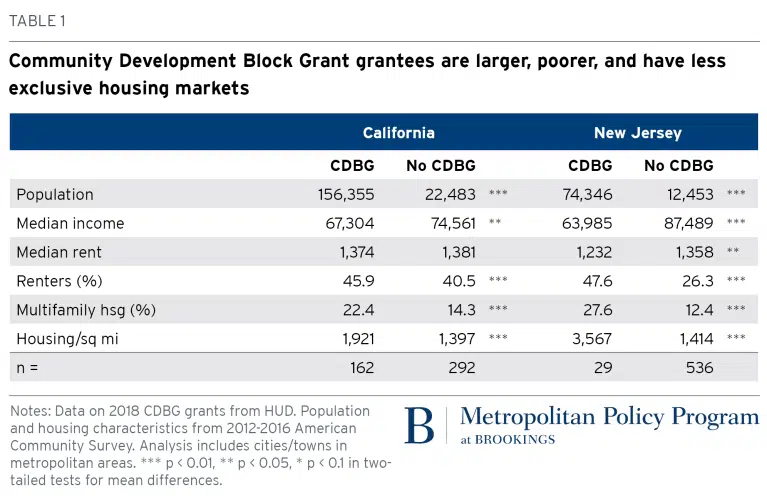 TABLE 1
Community Development Block Grant grantees are larger, poorer, and have less
exclusive housing markets
California New Jersey
CDBG No CDBG CDBG No CDBG
Population 156,355 22,483 *** 74,346 12,453 ***
Median income 67,304 74,561 ** 63,985 87,489 ***
Median rent 1,374 1,381 1,232 1,358 **
Renters (%) 45.9 40.5 *** 47.6 26.3 ***
Multifamily hsg (%) 22.4 14.3 *** 27.6 12.4 ***
Housing/sq mi 1,921 1,397 *** 3,567 1,414 ***
n = 162 292 29 536
Notes: Data on 2018 CDBG grants from HUD. Population
and housing characteristics from 2012-2016 American
Community Survey. Analysis includes cities/towns in
metropolitan areas. *** p < 0.01, ** p < 0.05, * p < 0.1 in two-
tailed tests for mean differences.
B Metropolitan Policy Program
at BROOKINGS